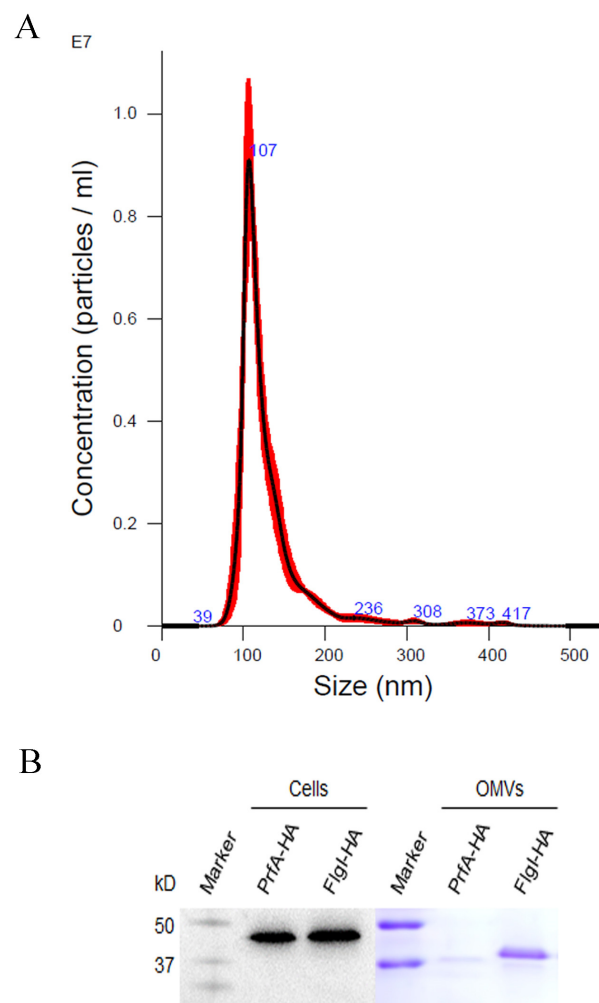 A
E7
Concentration (particles / ml)
1.0
0.8
0.6
0.4
0.2
0
107
39
236
308
373
417
0 100 200 300 400 500
Size (nm)
B
Cells OMVs
kD Marker PrfA-HA FlgI-HA Marker PrfA-HA FlgI-HA
50
37